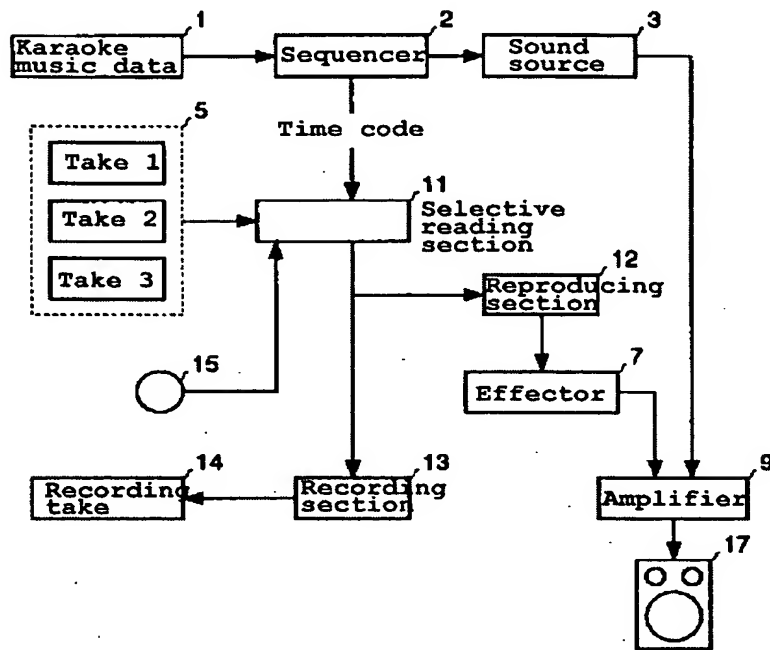 1
2
3
Karaoke
music data
Sequencer
Sound
source
5
Time code
Take 1
11
Take 2
Selective
reading
section
Take 3
12
Reproducing
section
15
7
Effector
14
13
9
Recording
take
Recording
section
Amplifier
17